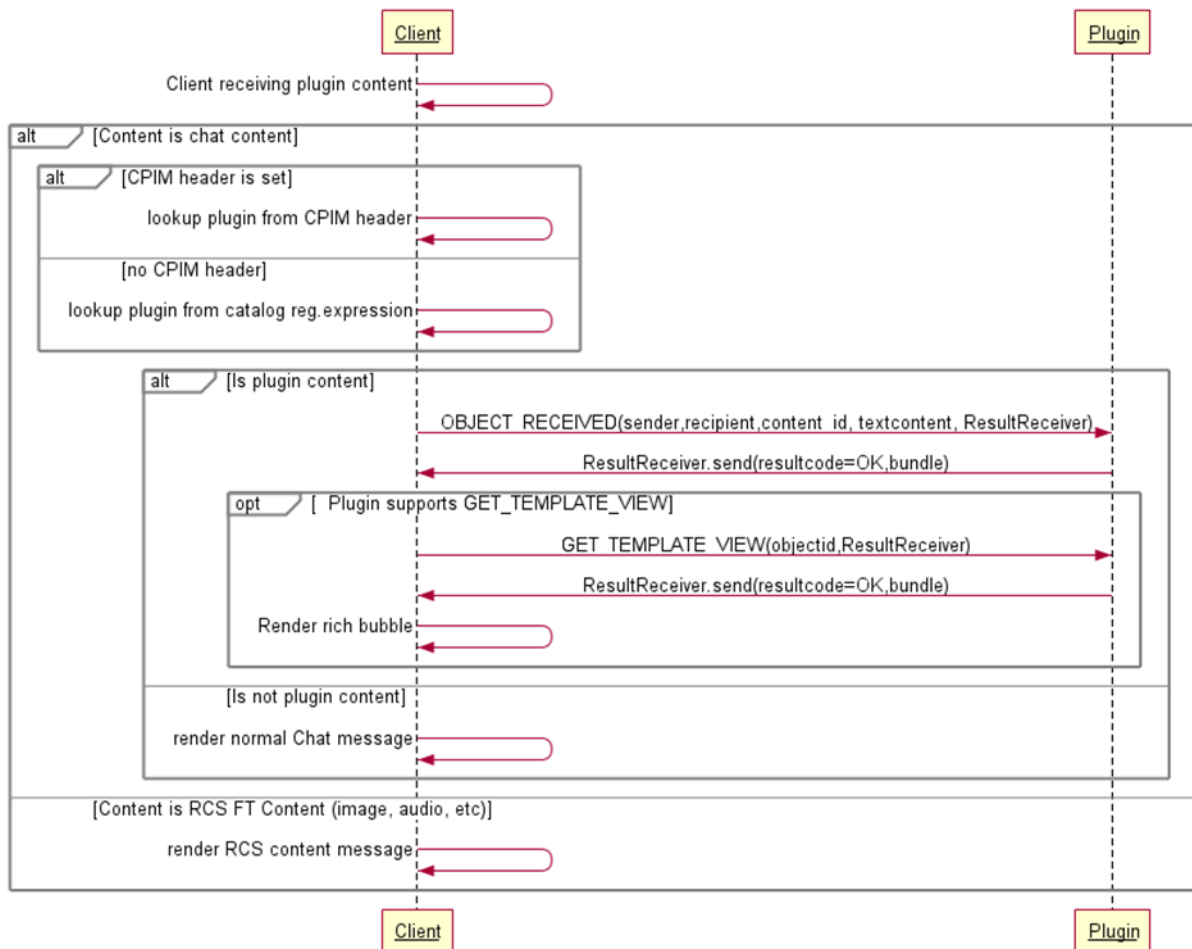 Client
Plugin
Client receiving plugin content
alt [Content is chat content]
alt [CPIM header is set]
lookup plugin from CPIM header
[no CPIM header]
lookup plugin from catalog reg.expression
alt [Is plugin content]
OBJECT_RECEIVED(sender,recipient,content_id, textcontent, ResultReceiver)
ResultReceiver.send(resultcode=OK,bundle)
opt [ Plugin supports GET_TEMPLATE_VIEW]
GET_TEMPLATE_VIEW(objectid,ResultReceiver)
ResultReceiver.send(resultcode=OK,bundle)
Render rich bubble
[Is not plugin content]
render normal Chat message
[Content is RCS FT Content (image, audio, etc)]
render RCS content message
Client
Plugin